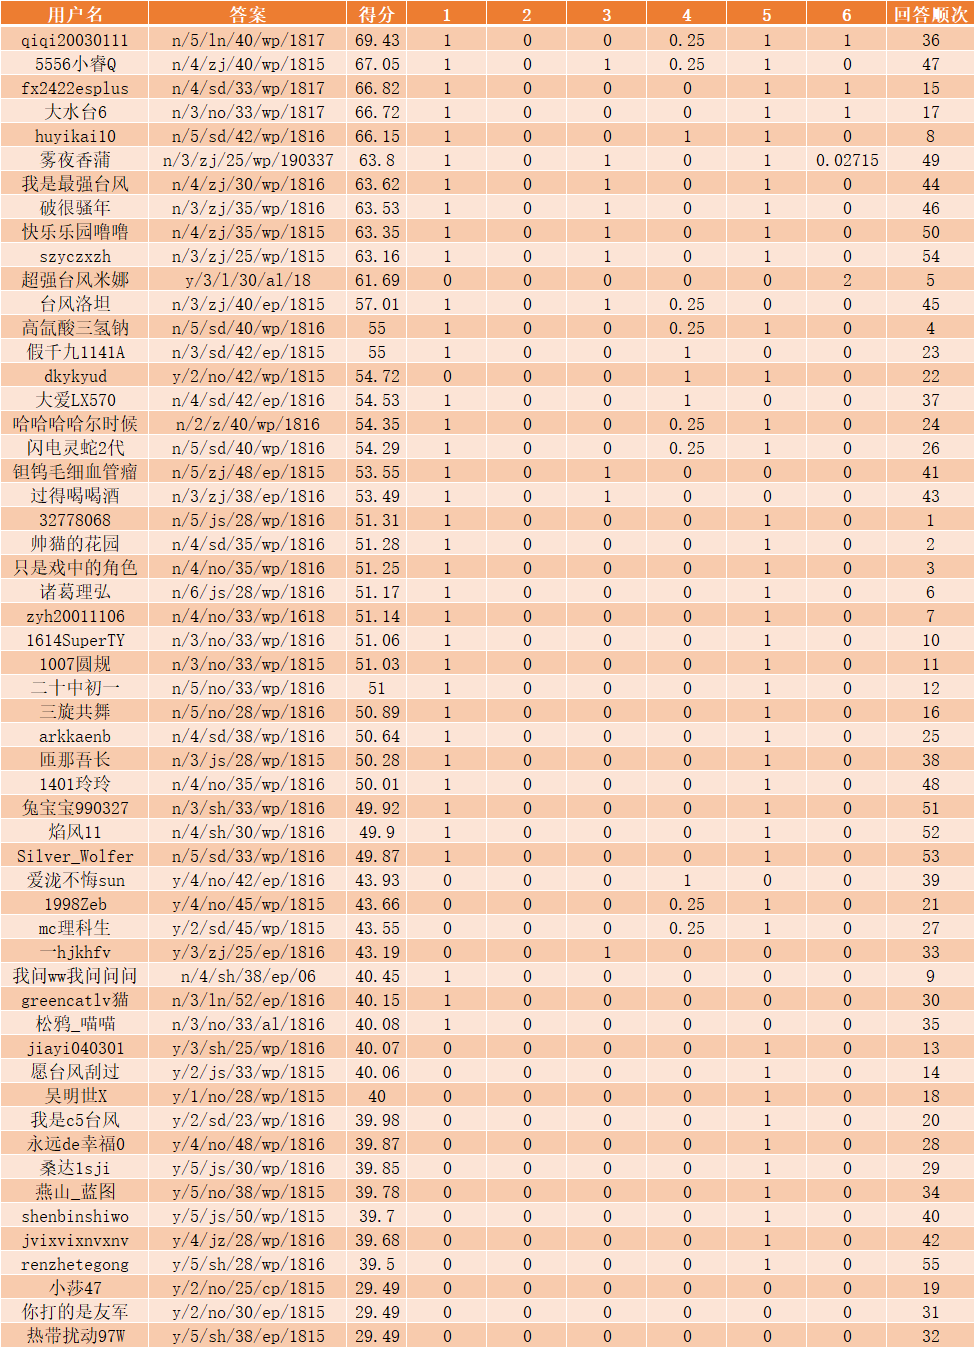 用户名 答案 得分 1 2 3 4 5 6 回答顺次
qiqi20030111 n/5/ln/40/wp/1817 69.43 1 0 0 0.25 1 1 36
5556小睿Q n/4/zj/40/wp/1815 67.05 1 0 1 0.25 1 0 47
fx2422esplus n/4/sd/33/wp/1817 66.82 1 0 0 0 1 1 15
大水台6 n/3/no/33/wp/1817 66.72 1 0 0 0 1 1 17
huyikai10 n/5/sd/42/wp/1816 66.15 1 0 0 1 1 0 8
雾夜香蒲 n/3/zj/25/wp/190337 63.8 1 0 1 0 1 0.02715 49
我是最强台风 n/4/zj/30/wp/1816 63.62 1 0 1 0 1 0 44
破很骚年 n/3/zj/35/wp/1816 63.53 1 0 1 0 1 0 46
快乐乐园噜噜 n/4/zj/35/wp/1815 63.35 1 0 1 0 1 0 50
szyczxzh n/3/zj/25/wp/1815 63.16 1 0 1 0 1 0 54
超强台风米娜 y/3/l/30/al/18 61.69 0 0 0 0 0 2 5
台风洛坦 n/3/zj/40/ep/1815 57.01 1 0 1 0.25 0 0 45
高氙酸三氢钠 n/5/sd/40/wp/1816 55 1 0 0 0.25 1 0 4
假千九1141A n/3/sd/42/ep/1815 55 1 0 0 1 0 0 23
dkykyud y/2/no/42/wp/1815 54.72 0 0 0 1 1 0 22
大爱LX570 n/4/sd/42/ep/1816 54.53 1 0 0 1 0 0 37
哈哈哈哈尔时候 n/2/z/40/wp/1816 54.35 1 0 0 0.25 1 0 24
闪电灵蛇2代 n/5/sd/40/wp/1816 54.29 1 0 0 0.25 1 0 26
钽钨毛细血管瘤 n/5/zj/48/ep/1815 53.55 1 0 1 0 0 0 41
过得喝喝酒 n/3/zj/38/ep/1816 53.49 1 0 1 0 0 0 43
32778068 n/5/js/28/wp/1816 51.31 1 0 0 0 1 0 1
帅猫的花园 n/4/sd/35/wp/1816 51.28 1 0 0 0 1 0 2
只是戏中的角色 n/4/no/35/wp/1816 51.25 1 0 0 0 1 0 3
诸葛理弘 n/6/js/28/wp/1816 51.17 1 0 0 0 1 0 6
zyh20011106 n/4/no/33/wp/1618 51.14 1 0 0 0 1 0 7
1614SuperTY n/3/no/33/wp/1816 51.06 1 0 0 0 1 0 10
1007圆规 n/3/no/33/wp/1815 51.03 1 0 0 0 1 0 11
二十中初一 n/5/no/33/wp/1816 51 1 0 0 0 1 0 12
三旋共舞 n/5/no/28/wp/1816 50.89 1 0 0 0 1 0 16
arkkaenb n/4/sd/38/wp/1816 50.64 1 0 0 0 1 0 25
匝那吾长 n/3/js/28/wp/1815 50.28 1 0 0 0 1 0 38
1401玲玲 n/4/no/35/wp/1816 50.01 1 0 0 0 1 0 48
兔宝宝990327 n/3/sh/33/wp/1816 49.92 1 0 0 0 1 0 51
焰风11 n/4/sh/30/wp/1816 49.9 1 0 0 0 1 0 52
Silver_Wolfer n/5/sd/33/wp/1816 49.87 1 0 0 0 1 0 53
爱泷不悔sun y/4/no/42/ep/1816 43.93 0 0 0 1 0 0 39
1998Zeb y/4/no/45/wp/1815 43.66 0 0 0 0.25 1 0 21
mc理科生 y/2/sd/45/wp/1815 43.55 0 0 0 0.25 1 0 27
一hjkhfv y/3/zj/25/ep/1816 43.19 0 0 1 0 0 0 33
我问ww我问问问 n/4/sh/38/ep/06 40.45 1 0 0 0 0 0 9
greencatlv猫 n/3/ln/52/ep/1816 40.15 1 0 0 0 0 0 30
松鸦_喵喵 n/3/no/33/al/1816 40.08 1 0 0 0 0 0 35
jiayi040301 y/3/sh/25/wp/1816 40.07 0 0 0 0 1 0 13
愿台风刮过 y/2/js/33/wp/1815 40.06 0 0 0 0 1 0 14
吴明世X y/1/no/28/wp/1815 40 0 0 0 0 1 0 18
我是c5台风 y/2/sd/23/wp/1816 39.98 0 0 0 0 1 0 20
永远de幸福0 y/4/no/48/wp/1816 39.87 0 0 0 0 1 0 28
桑达1sji y/5/js/30/wp/1816 39.85 0 0 0 0 1 0 29
燕山_蓝图 y/5/no/38/wp/1815 39.78 0 0 0 0 1 0 34
shenbinshiwo y/5/js/50/wp/1815 39.7 0 0 0 0 1 0 40
jvixvixnvxnv y/4/jz/28/wp/1816 39.68 0 0 0 0 1 0 42
renzhetegong y/5/sh/28/wp/1816 39.5 0 0 0 0 1 0 55
小莎47 y/2/no/25/cp/1815 29.49 0 0 0 0 0 0 19
你打的是友军 y/2/no/30/ep/1815 29.49 0 0 0 0 0 0 31
热带扰动97W y/5/sh/38/ep/1815 29.49 0 0 0 0 0 0 32